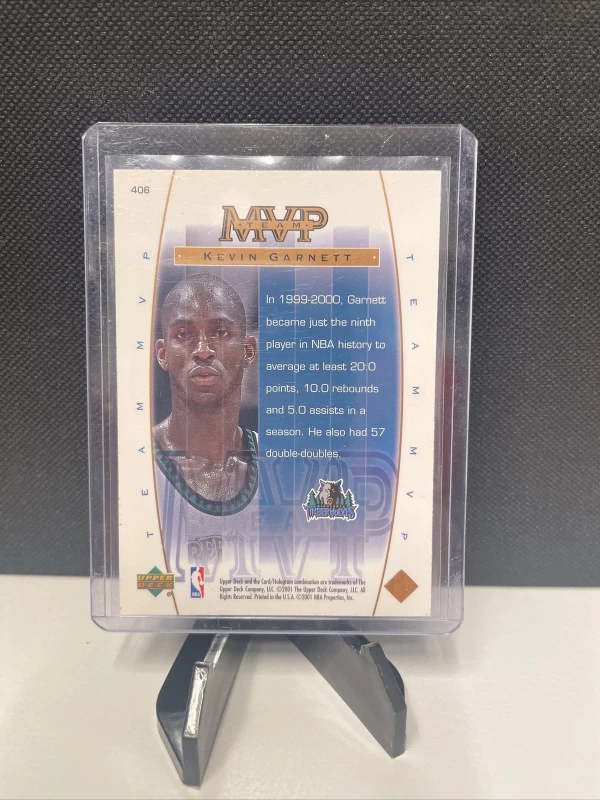 406
MVP
TEAM
KEVIN GARNETT
In 1999-2000, Garnett
became just the ninth
player in NBA history to
average at least 20.0
points, 10.0 rebounds
and 5.0 assists in a
season. He also had 57
double-doubles.
TEAM MVP
TEAM MVP
MVP
TIMBERWOLVES
UPPER
DECK
NBA
Upper Deck and the Card/Hologram combination are trademarks of The
Upper Deck Company, LLC. ©2001 The Upper Deck Company, LLC. All
Rights Reserved. Printed in the U.S.A. ©2001 NBA Properties, Inc.